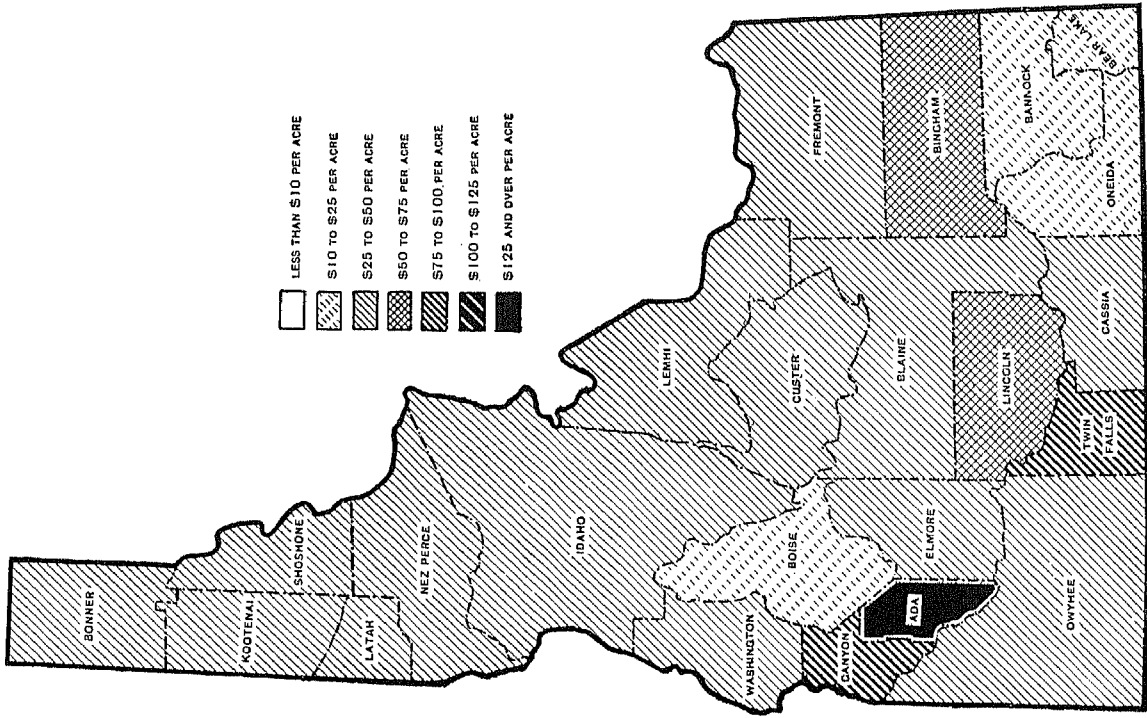 LESS THAN $10 PER ACRE
$10 TO $25 PER ACRE
$25 TO $50 PER ACRE
$50 TO $75 PER ACRE
$75 TO $100, PER ACRE
$100 TO $125 PER ACRE
$125 AND OVER PER ACRE
BONNER
KOOTENAI
SHOSHONE
LATAH
NEZ PERCE
IDAHO
LEMHI
WASHINGTON
BOISE
CUSTER
FREMONT
CANYON
ADA
ELMORE
BLAINE
BINGHAM
LINCOLN
BANNOCK
BEAR LAKE
OWYHEE
TWIN
FALLS
CASSIA
ONEIDA